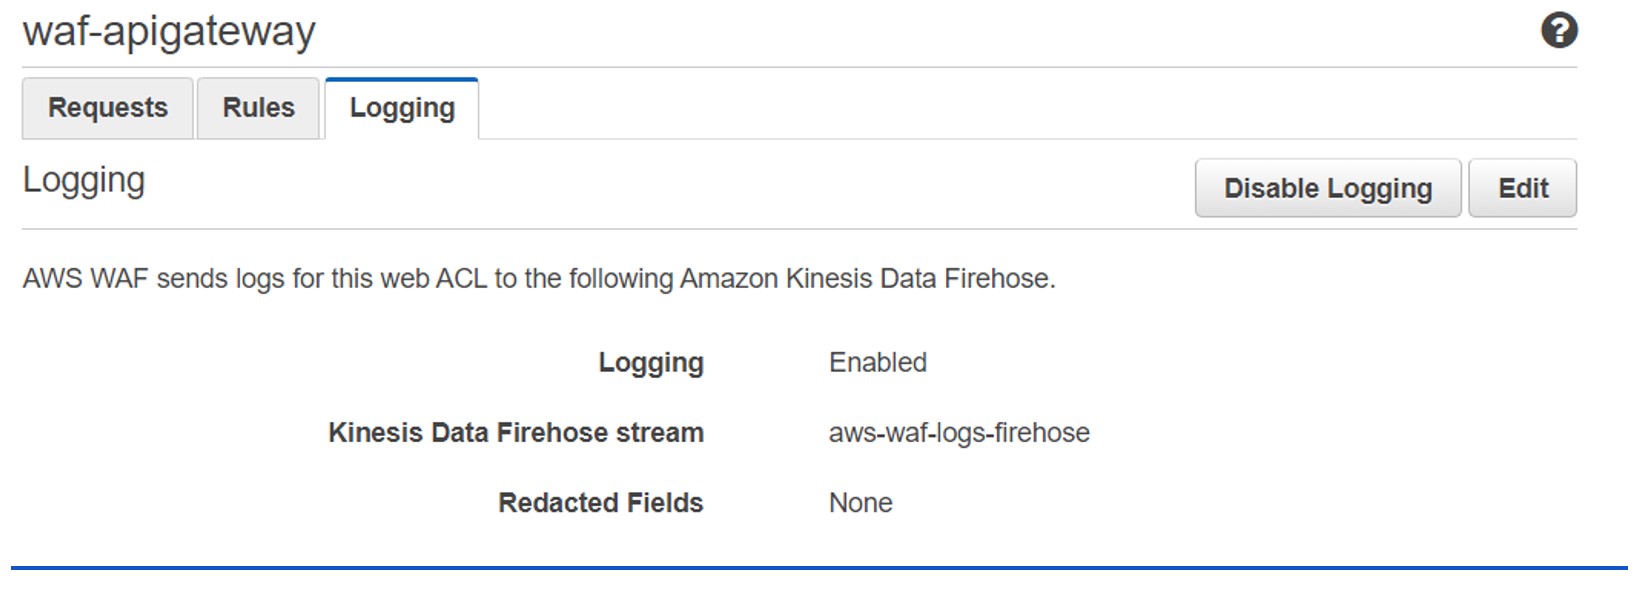 waf-apigateway
?
Requests Rules Logging
Logging
Disable Logging Edit
AWS WAF sends logs for this web ACL to the following Amazon Kinesis Data Firehose.
Logging Enabled
Kinesis Data Firehose stream aws-waf-logs-firehose
Redacted Fields None